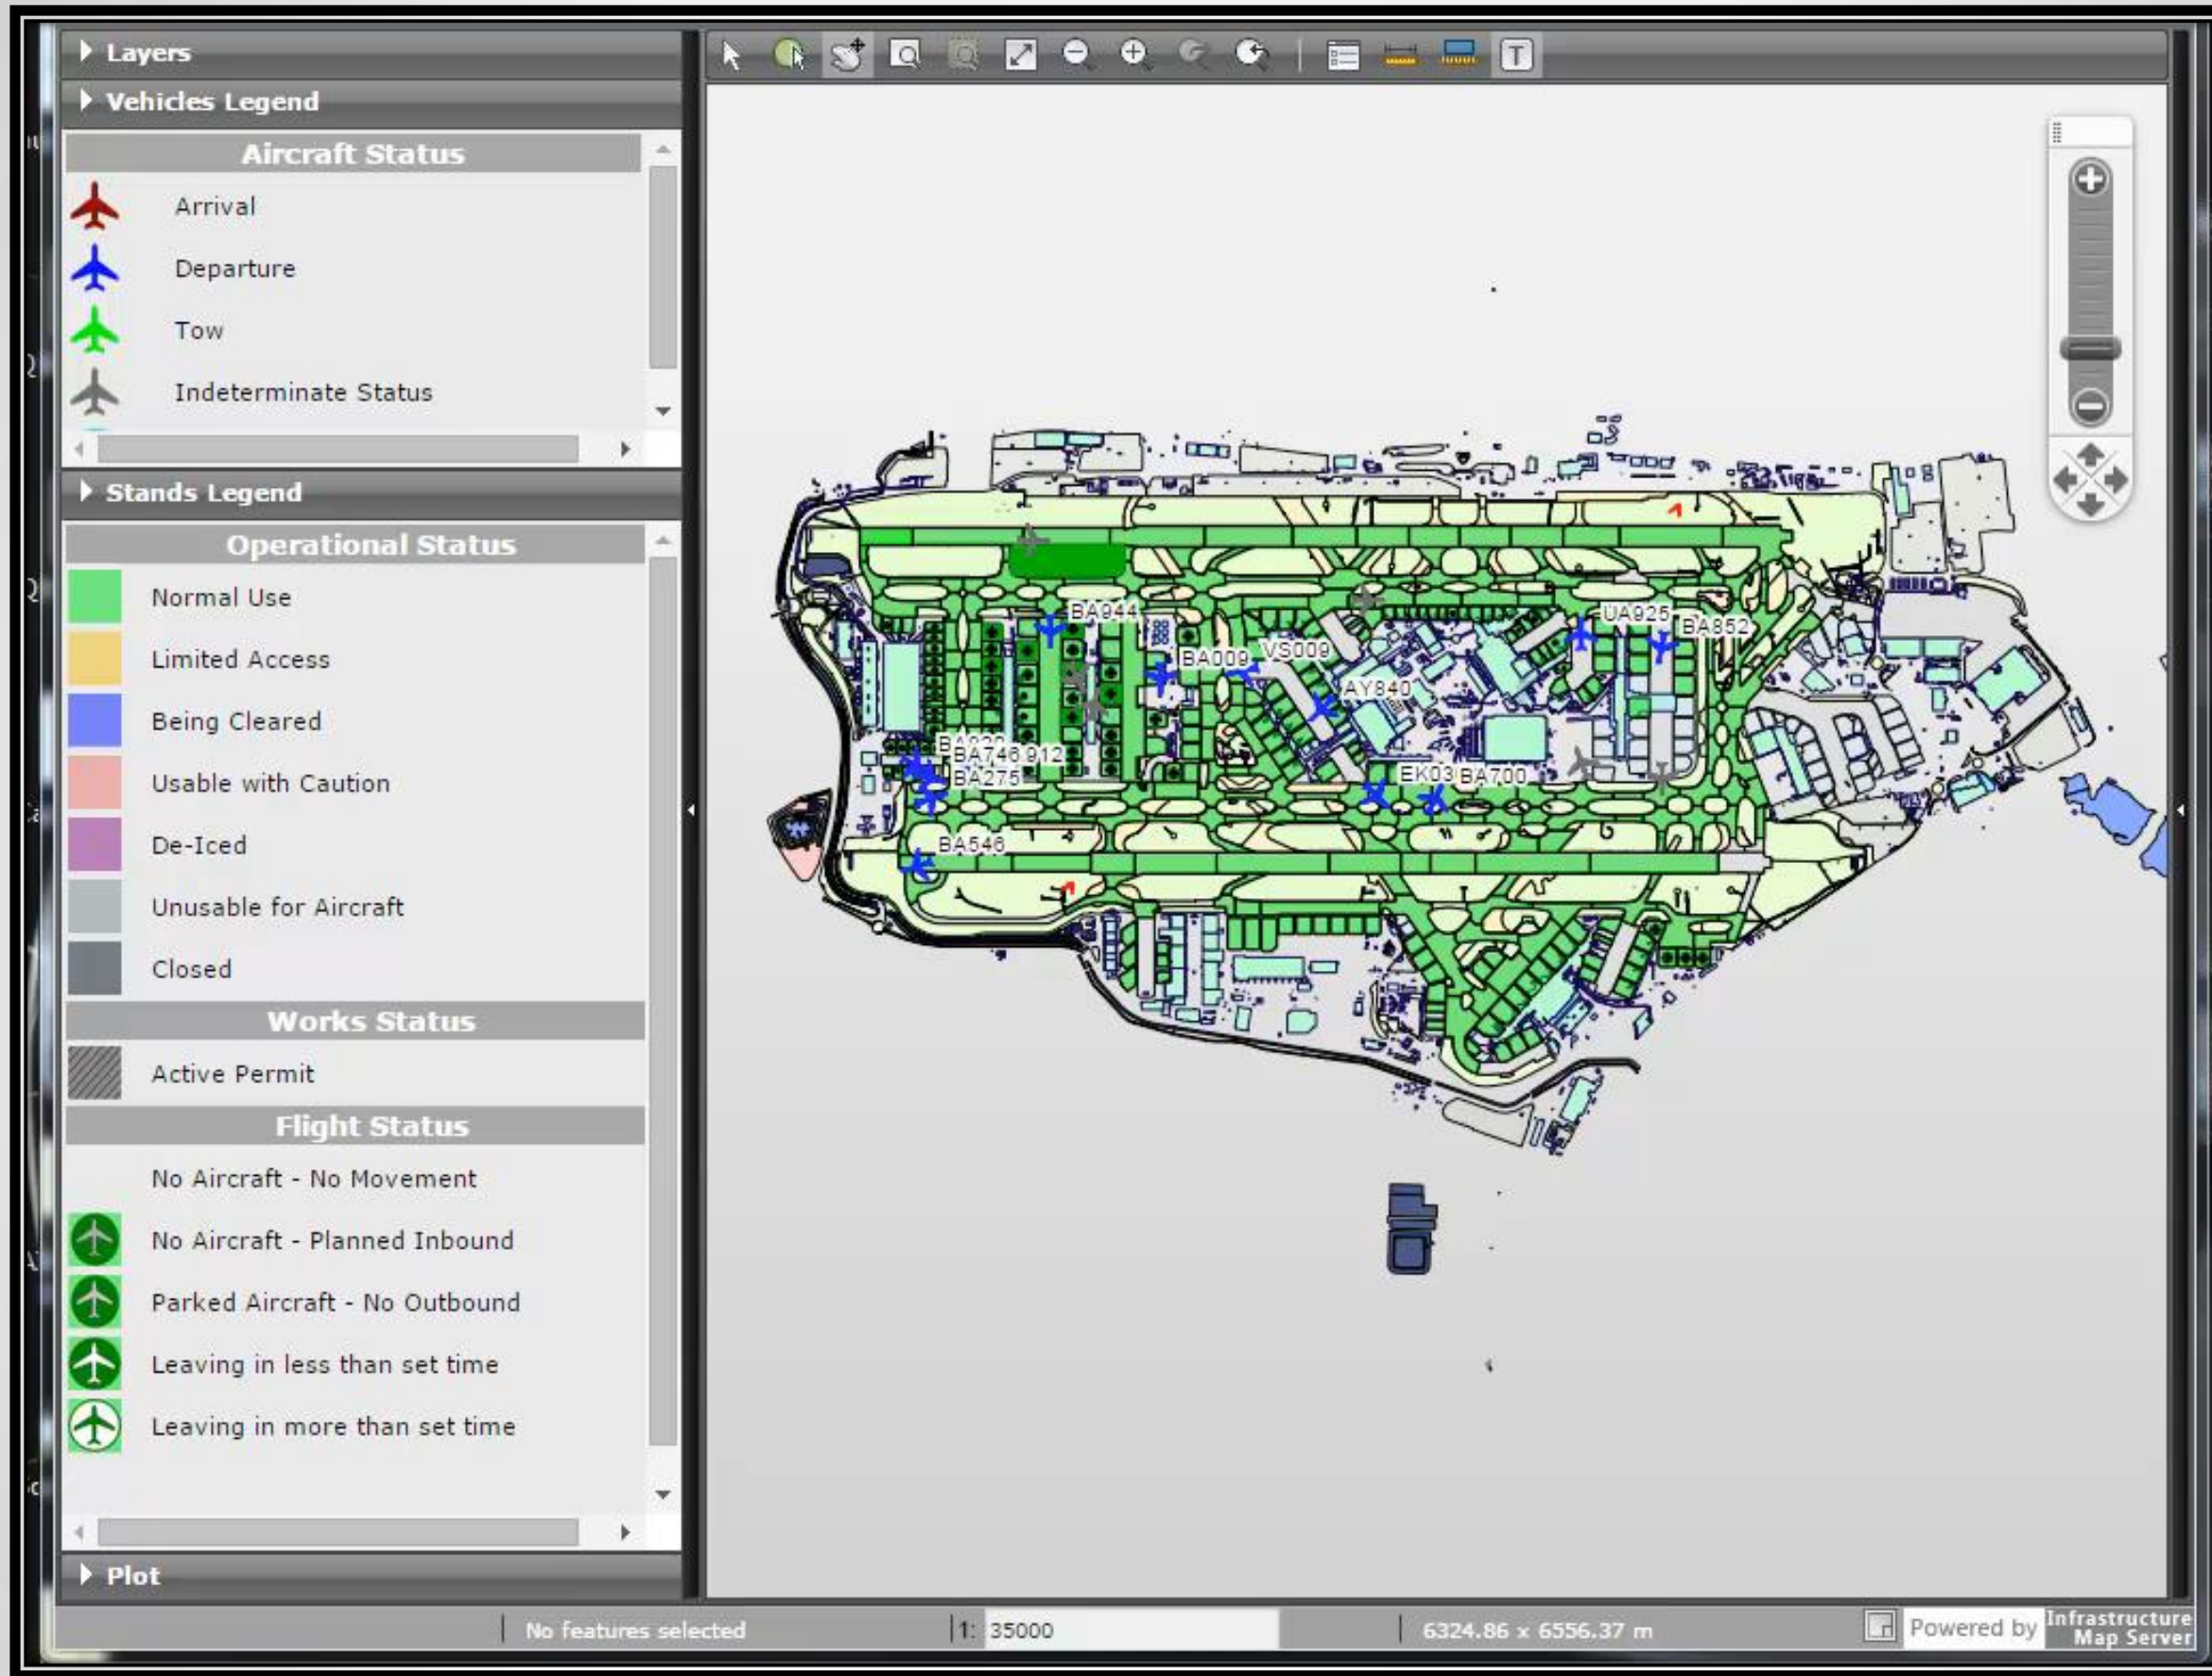 Layers
Vehicles Legend
Aircraft Status
Arrival
Departure
Tow
Indeterminate Status
Stands Legend
Operational Status
Normal Use
Limited Access
Being Cleared
Usable with Caution
De-Iced
Unusable for Aircraft
Closed
Works Status
Active Permit
Flight Status
No Aircraft - No Movement
No Aircraft - Planned Inbound
Parked Aircraft - No Outbound
Leaving in less than set time
Leaving in more than set time
Plot
T
BA944
UA925
BA852
BA009
VS009
AY840
BA746 912
BA275
EK03 BA700
BA546
No features selected
1: 35000
6324.86 x 6556.37 m
Powered by
Infrastructure
Map Server